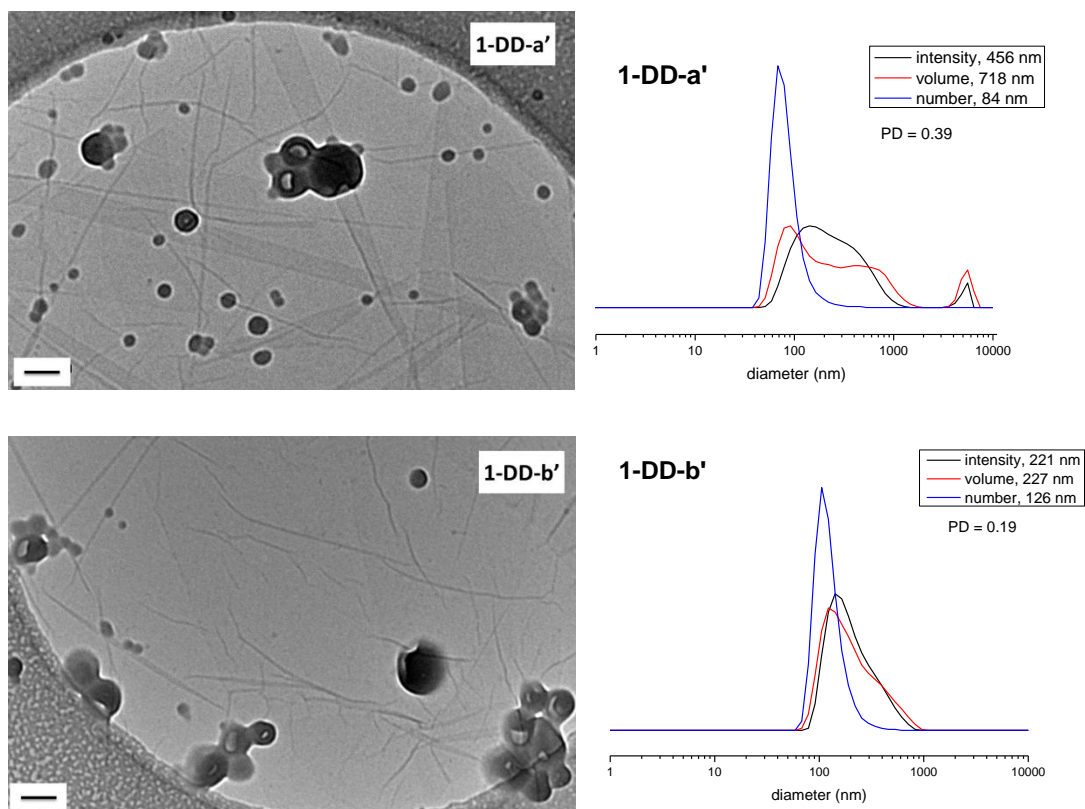 1-DD-a’
1-DD-a'
intensity, 456 nm
volume, 718 nm
number, 84 nm
PD = 0.39
1 10 100 1000 10000
diameter (nm)
1-DD-b’
1-DD-b'
intensity, 221 nm
volume, 227 nm
number, 126 nm
PD = 0.19
1 10 100 1000 10000
diameter (nm)